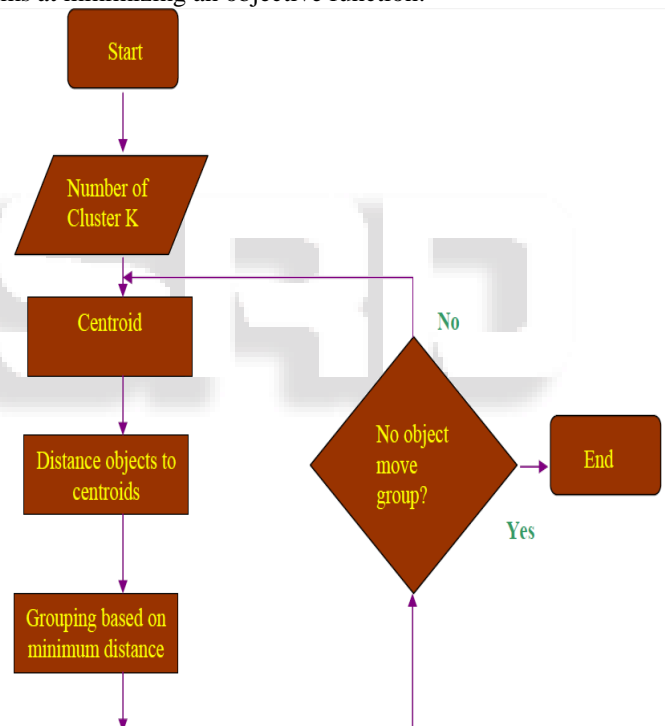 ms at minimizing an objective function.
Start
Number of
Cluster K
Centroid
No
Distance objects to
centroids
No object
move
group?
End
Yes
Grouping based on
minimum distance